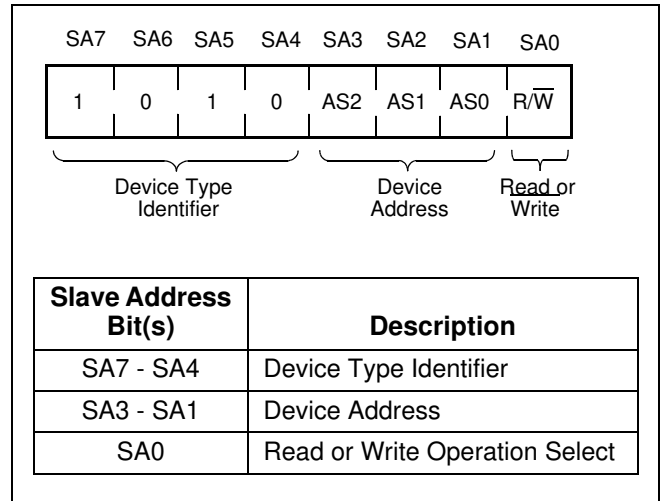 SA7 SA6 SA5 SA4 SA3 SA2 SA1 SA0
1 0 1 0 AS2 AS1 AS0 R/W̅
Device Type Identifier
Device Address
Read or Write
Slave Address Bit(s) Description
SA7 - SA4 Device Type Identifier
SA3 - SA1 Device Address
SA0 Read or Write Operation Select